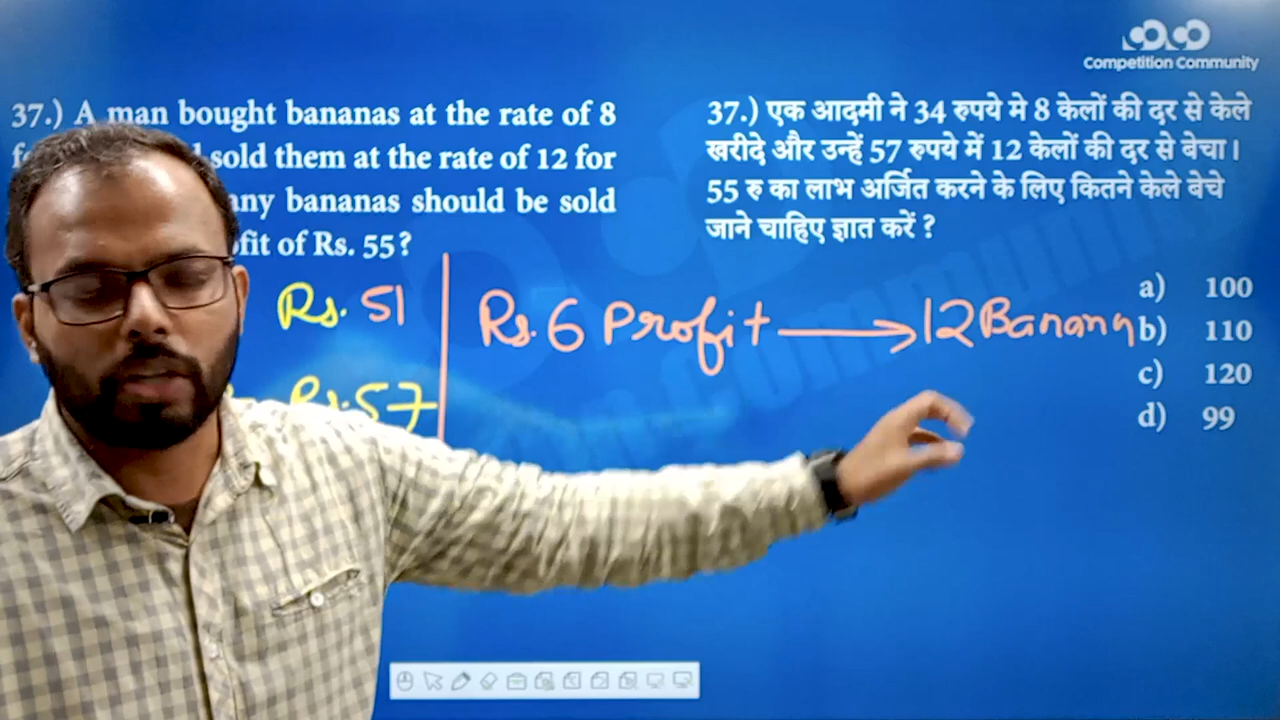 Competition Community
37.) A man bought bananas at the rate of 8
sold them at the rate of 12 for
bananas should be sold
of Rs. 55?
37.) एक आदमी ने 34 रुपये मे 8 केलों की दर से केले
खरीदे और उन्हें 57 रुपये में 12 केलों की दर से बेचा।
55 रु का लाभ अर्जित करने के लिए कितने केले बेचे
जाने चाहिए ज्ञात करें ?
Rs. 51
Rs. 57
Rs. 6 Profit → 12 Banana
a) 100
b) 110
c) 120
d) 99